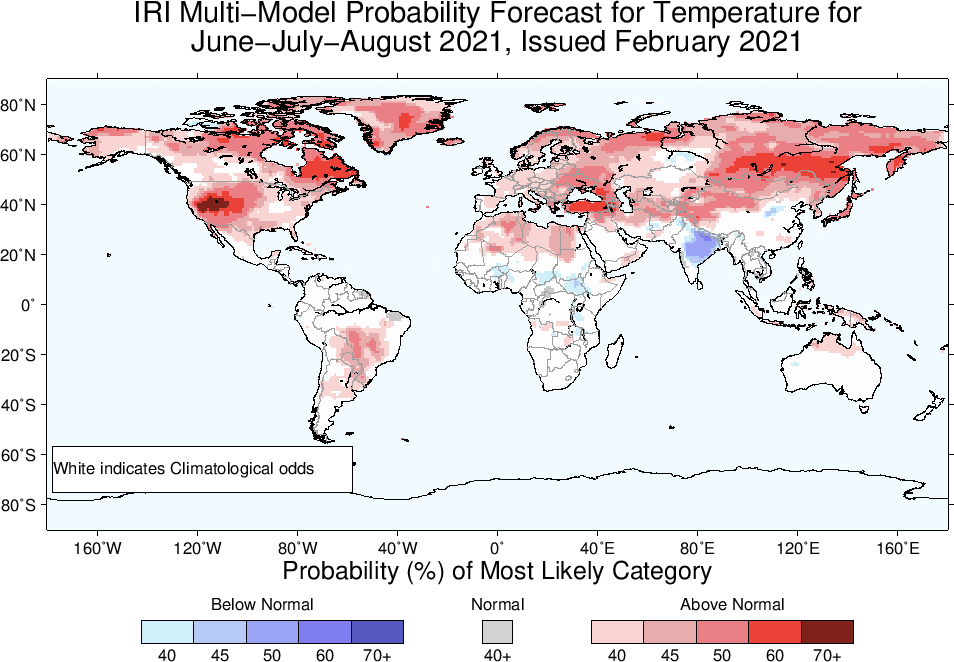 IRI Multi−Model Probability Forecast for Temperature for
June−July−August 2021, Issued February 2021
80˚N
60˚N
40˚N
20˚N
0˚
20˚S
40˚S
60˚S
80˚S
White indicates Climatological odds
160˚W 120˚W 80˚W 40˚W 0˚ 40˚E 80˚E 120˚E 160˚E
Probability (%) of Most Likely Category
Below Normal Normal Above Normal
40 45 50 60 70+ 40+ 40 45 50 60 70+